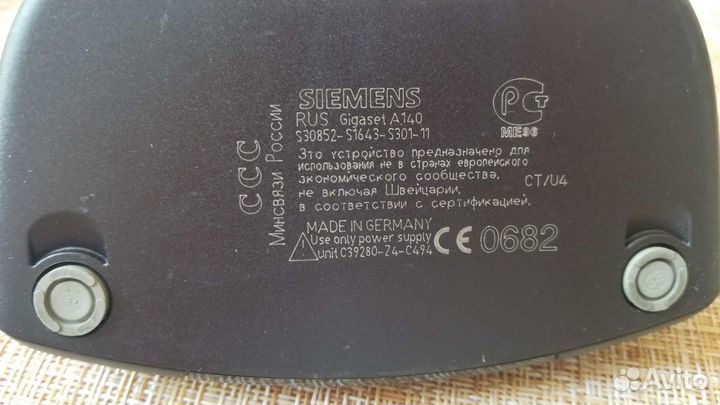 SIEMENS
RUS Gigaset A140
S30852-S1643-S301-11
Это устройство предназначено для
использования не в странах европейского
экономического сообщества,
не включая Швейцарии,
в соответствии с сертификацией.
CT/U4
MADE IN GERMANY
Use only power supply
unit C39280-Z4-C494
CE 0682
ССС
Минсвязи России
РСТ
ME96
Avito